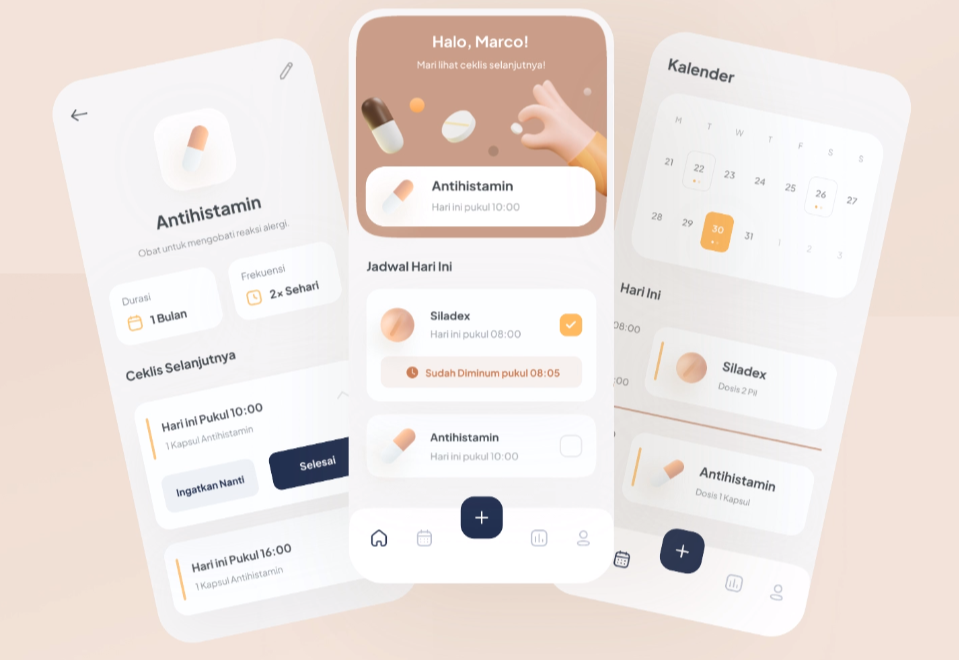 Antihistamin
Obat untuk mengobati reaksi alergi.
Durasi
1 Bulan
Frekuensi
2x Sehari
Ceklis Selanjutnya
Hari ini Pukul 10:00
1 Kapsul Antihistamin
Ingatkan Nanti
Selesai
Hari ini Pukul 16:00
1 Kapsul Antihistamin
Halo, Marco!
Mari lihat ceklis selanjutnya!
Antihistamin
Hari ini pukul 10:00
Jadwal Hari Ini
Siladex
Hari ini pukul 08:00
Sudah Diminum pukul 08:05
Antihistamin
Hari ini pukul 10:00
Kalender
M T W T F S S
21 22 23 24 25 26 27
28 29 30 31 1 2 3
Hari Ini
08:00
Siladex
Dosis 2 Pil
:00
Antihistamin
Dosis 1 Kapsul